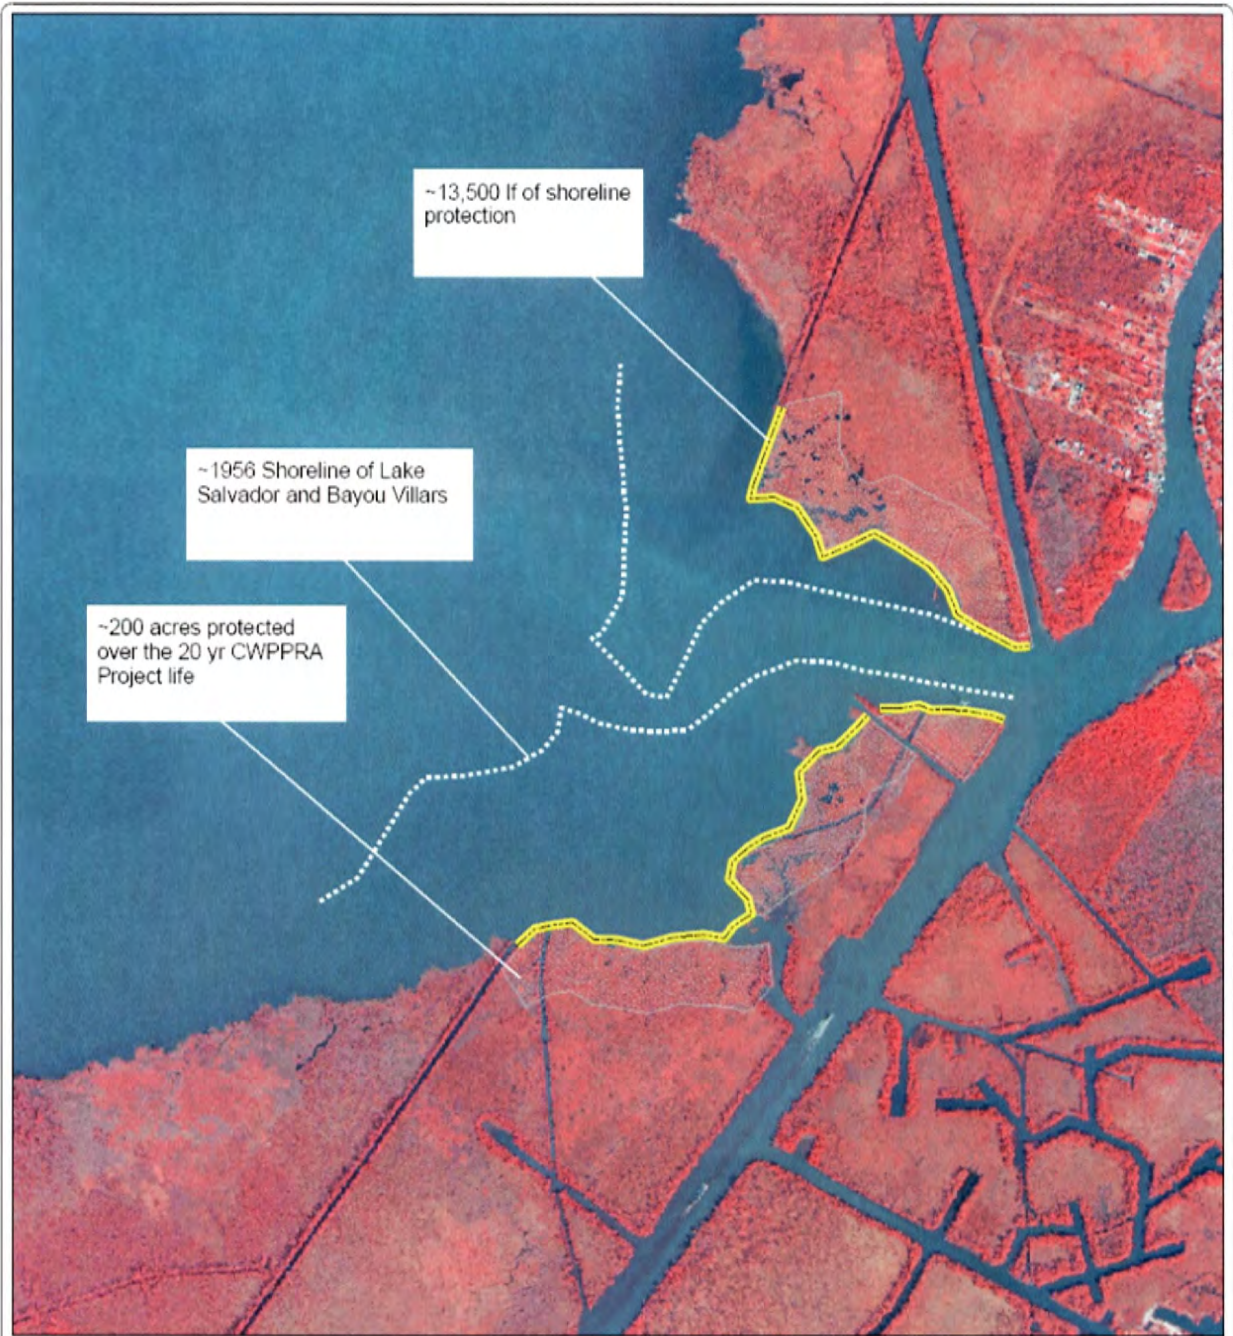 ~13,500 lf of shoreline
protection
~1956 Shoreline of Lake
Salvador and Bayou Villars
~200 acres protected
over the 20 yr CWPPRA
Project life